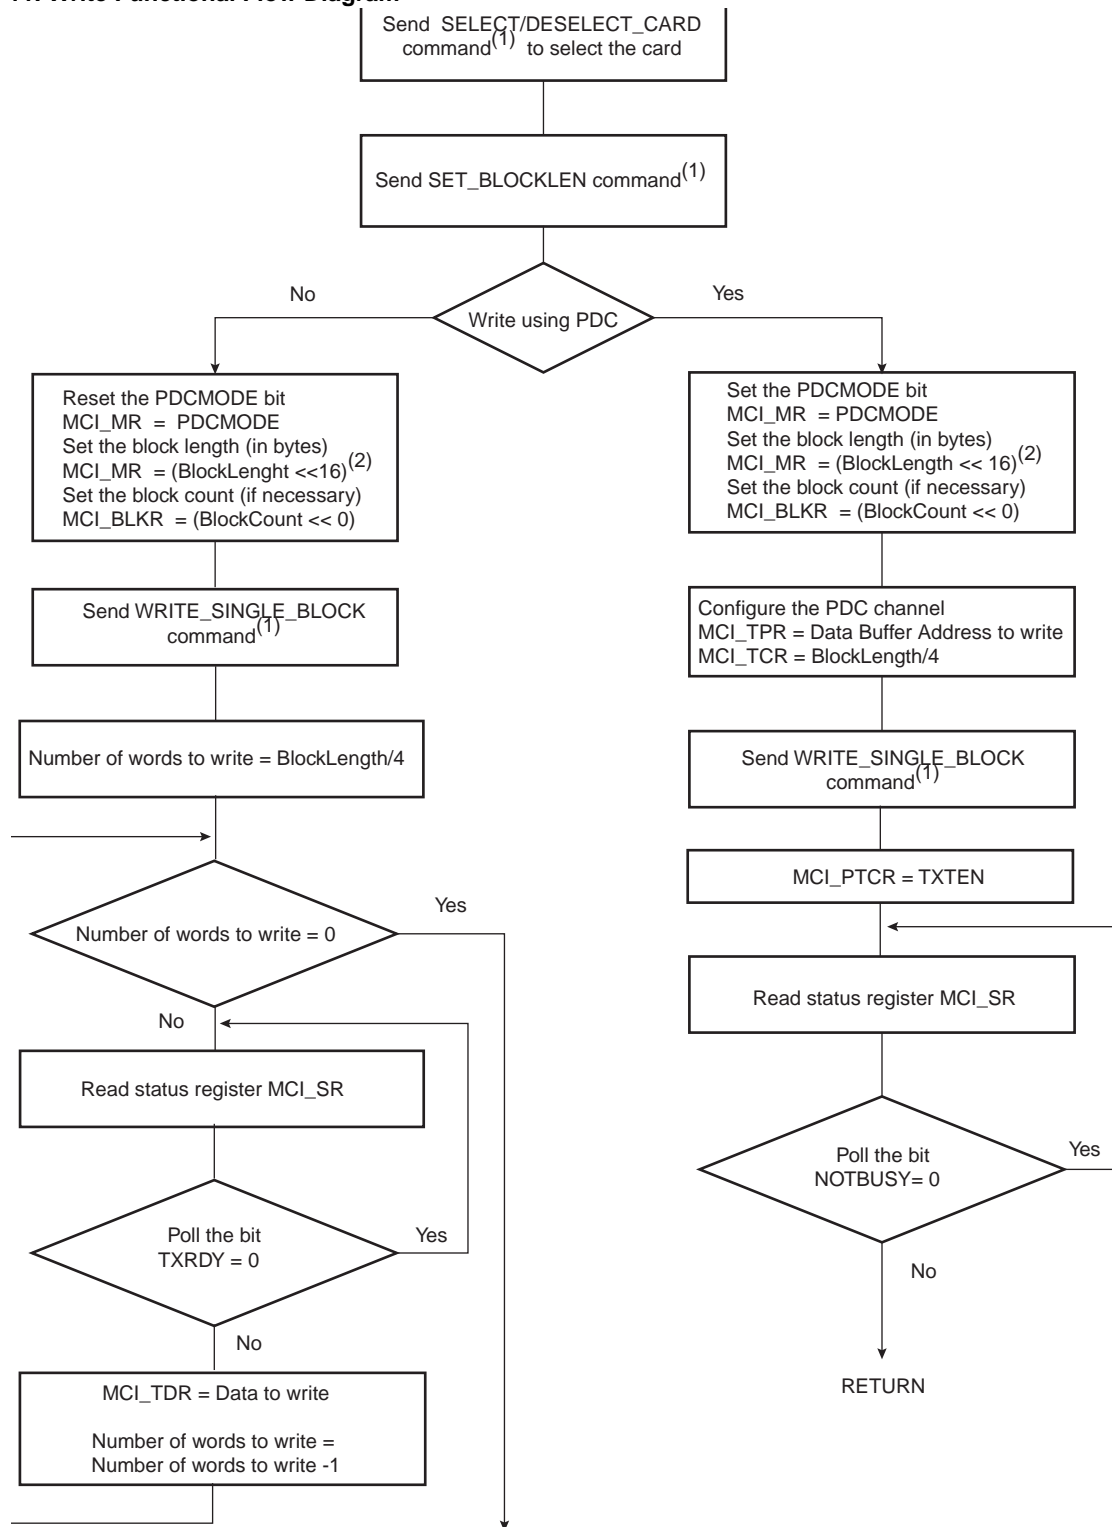 Send SELECT/DESELECT_CARD
command(1) to select the card
Send SET_BLOCKLEN command(1)
No
Yes
Write using PDC
Reset the PDCMODE bit
MCI_MR = PDCMODE
Set the block length (in bytes)
MCI_MR = (BlockLenght <<16)(2)
Set the block count (if necessary)
MCI_BLKR = (BlockCount << 0)
Set the PDCMODE bit
MCI_MR = PDCMODE
Set the block length (in bytes)
MCI_MR = (BlockLength << 16)(2)
Set the block count (if necessary)
MCI_BLKR = (BlockCount << 0)
Send WRITE_SINGLE_BLOCK
command(1)
Configure the PDC channel
MCI_TPR = Data Buffer Address to write
MCI_TCR = BlockLength/4
Number of words to write = BlockLength/4
Send WRITE_SINGLE_BLOCK
command(1)
MCI_PTCR = TXTEN
Number of words to write = 0
Yes
No
Read status register MCI_SR
Read status register MCI_SR
Poll the bit
NOTBUSY= 0
Yes
Poll the bit
TXRDY = 0
Yes
No
No
RETURN
MCI_TDR = Data to write
Number of words to write =
Number of words to write -1